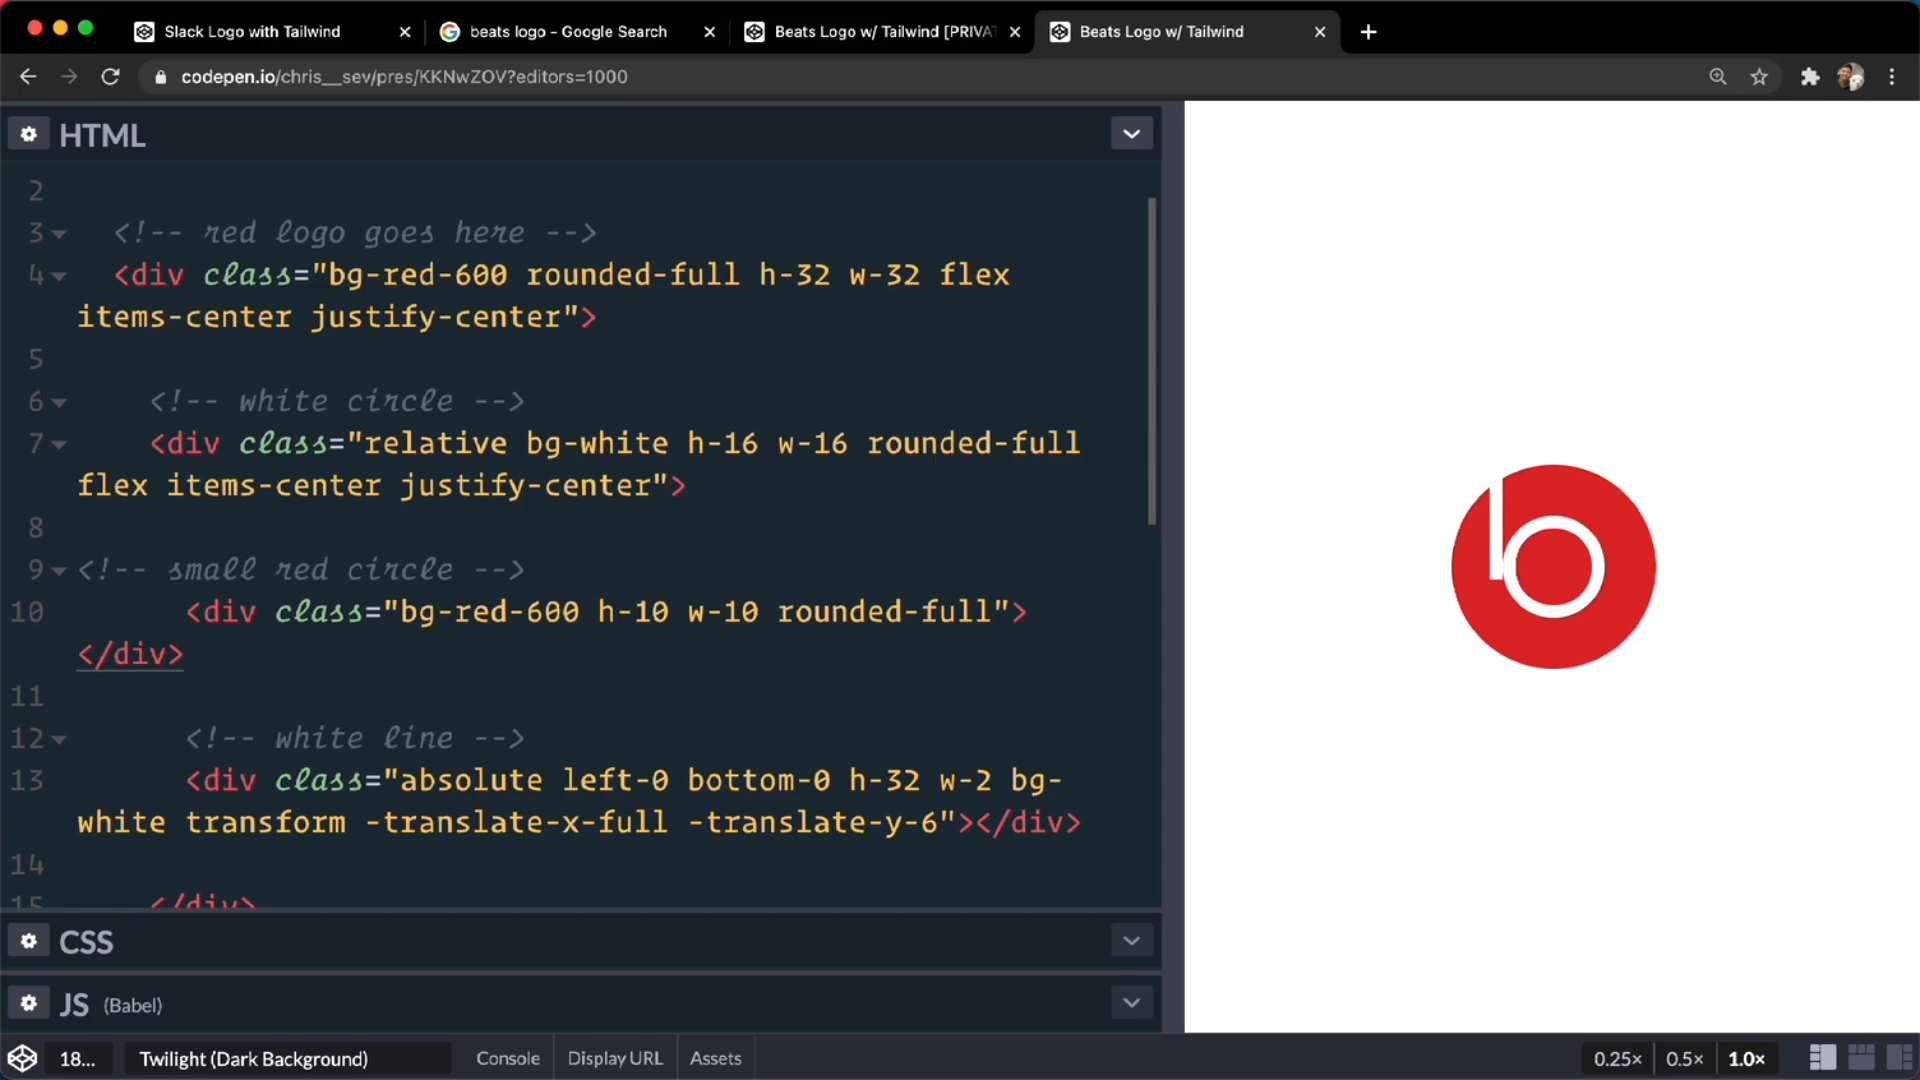 Slack Logo with Tailwind
beats logo - Google Search
Beats Logo w/ Tailwind [PRIVA
Beats Logo w/ Tailwind
codepen.io/chris__sev/pres/KKNwZOV?editors=1000
HTML
2
3 <!-- red logo goes here -->
4 <div class="bg-red-600 rounded-full h-32 w-32 flex
items-center justify-center">
5
6 <!-- white circle -->
7 <div class="relative bg-white h-16 w-16 rounded-full
flex items-center justify-center">
8
9 <!-- small red circle -->
10 <div class="bg-red-600 h-10 w-10 rounded-full">
</div>
11
12 <!-- white line -->
13 <div class="absolute left-0 bottom-0 h-32 w-2 bg-
white transform -translate-x-full -translate-y-6"></div>
14
15 </div>
CSS
JS (Babel)
18... Twilight (Dark Background) Console Display URL Assets 0.25× 0.5× 1.0×
b